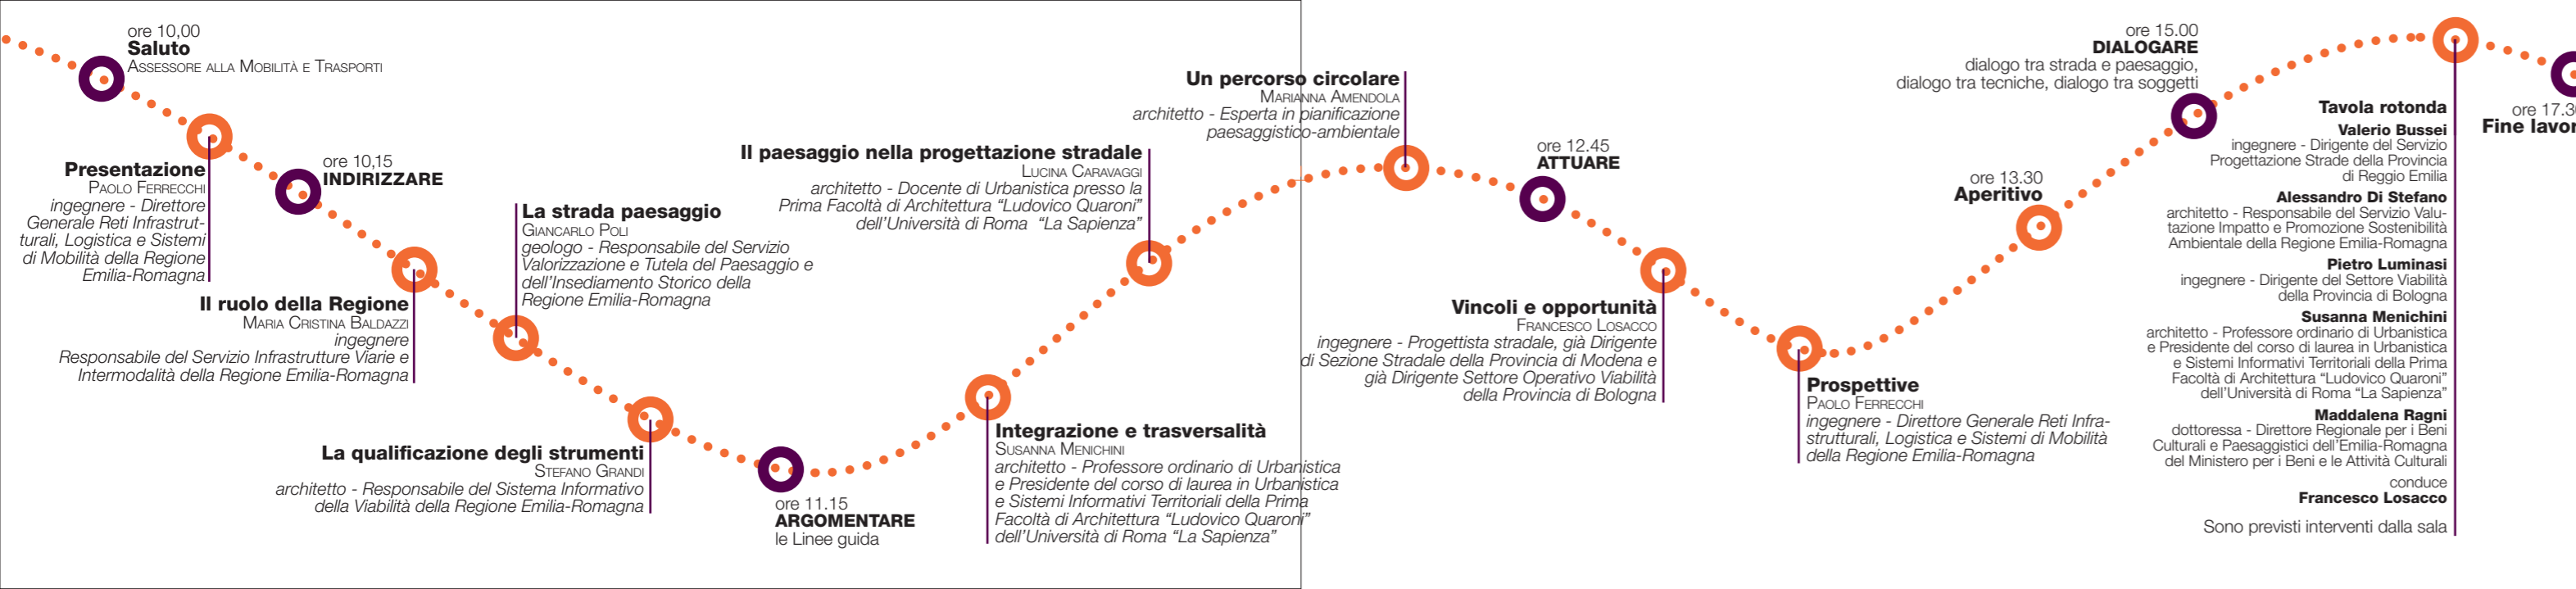 ore 10,00
Saluto
Assessore alla Mobilità e Trasporti
Presentazione
Paolo Ferrecchi
ingegnere - Direttore
Generale Reti Infrastrut-
turali, Logistica e Sistemi
di Mobilità della Regione
Emilia-Romagna
ore 10,15
INDIRIZZARE
Il ruolo della Regione
Maria Cristina Baldazzi
ingegnere
Responsabile del Servizio Infrastrutture Viarie e
Intermodalità della Regione Emilia-Romagna
La strada paesaggio
Giancarlo Poli
geologo - Responsabile del Servizio
Valorizzazione e Tutela del Paesaggio e
dell’Insediamento Storico della
Regione Emilia-Romagna
La qualificazione degli strumenti
Stefano Grandi
architetto - Responsabile del Sistema Informativo
della Viabilità della Regione Emilia-Romagna
ore 11.15
ARGOMENTARE
le Linee guida
Integrazione e trasversalità
Susanna Menichini
architetto - Professore ordinario di Urbanistica
e Presidente del corso di laurea in Urbanistica
e Sistemi Informativi Territoriali della Prima
Facoltà di Architettura “Ludovico Quaroni”
dell’Università di Roma “La Sapienza”
Il paesaggio nella progettazione stradale
Lucina Caravaggi
architetto - Docente di Urbanistica presso la
Prima Facoltà di Architettura “Ludovico Quaroni”
dell’Università di Roma “La Sapienza”
Un percorso circolare
Marianna Amendola
architetto - Esperta in pianificazione
paesaggistico-ambientale
ore 12.45
ATTUARE
Vincoli e opportunità
Francesco Losacco
ingegnere - Progettista stradale, già Dirigente
di Sezione Stradale della Provincia di Modena e
già Dirigente Settore Operativo Viabilità
della Provincia di Bologna
Prospettive
Paolo Ferrecchi
ingegnere - Direttore Generale Reti Infra-
strutturali, Logistica e Sistemi di Mobilità
della Regione Emilia-Romagna
ore 13.30
Aperitivo
ore 15.00
DIALOGARE
dialogo tra strada e paesaggio,
dialogo tra tecniche, dialogo tra soggetti
Tavola rotonda
Valerio Bussei
ingegnere - Dirigente del Servizio
Progettazione Strade della Provincia
di Reggio Emilia
Alessandro Di Stefano
architetto - Responsabile del Servizio Valu-
tazione Impatto e Promozione Sostenibilità
Ambientale della Regione Emilia-Romagna
Pietro Luminasi
ingegnere - Dirigente del Settore Viabilità
della Provincia di Bologna
Susanna Menichini
architetto - Professore ordinario di Urbanistica
e Presidente del corso di laurea in Urbanistica
e Sistemi Informativi Territoriali della Prima
Facoltà di Architettura “Ludovico Quaroni”
dell’Università di Roma “La Sapienza”
Maddalena Ragni
dottoressa - Direttore Regionale per i Beni
Culturali e Paesaggistici dell’Emilia-Romagna
del Ministero per i Beni e le Attività Culturali
conduce
Francesco Losacco
Sono previsti interventi dalla sala
ore 17.3
Fine lavor